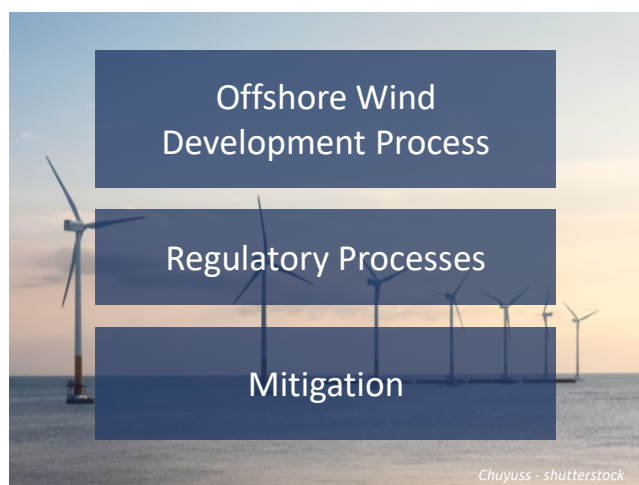 Offshore Wind
Development Process
Regulatory Processes
Mitigation
Chuyuss - shutterstock